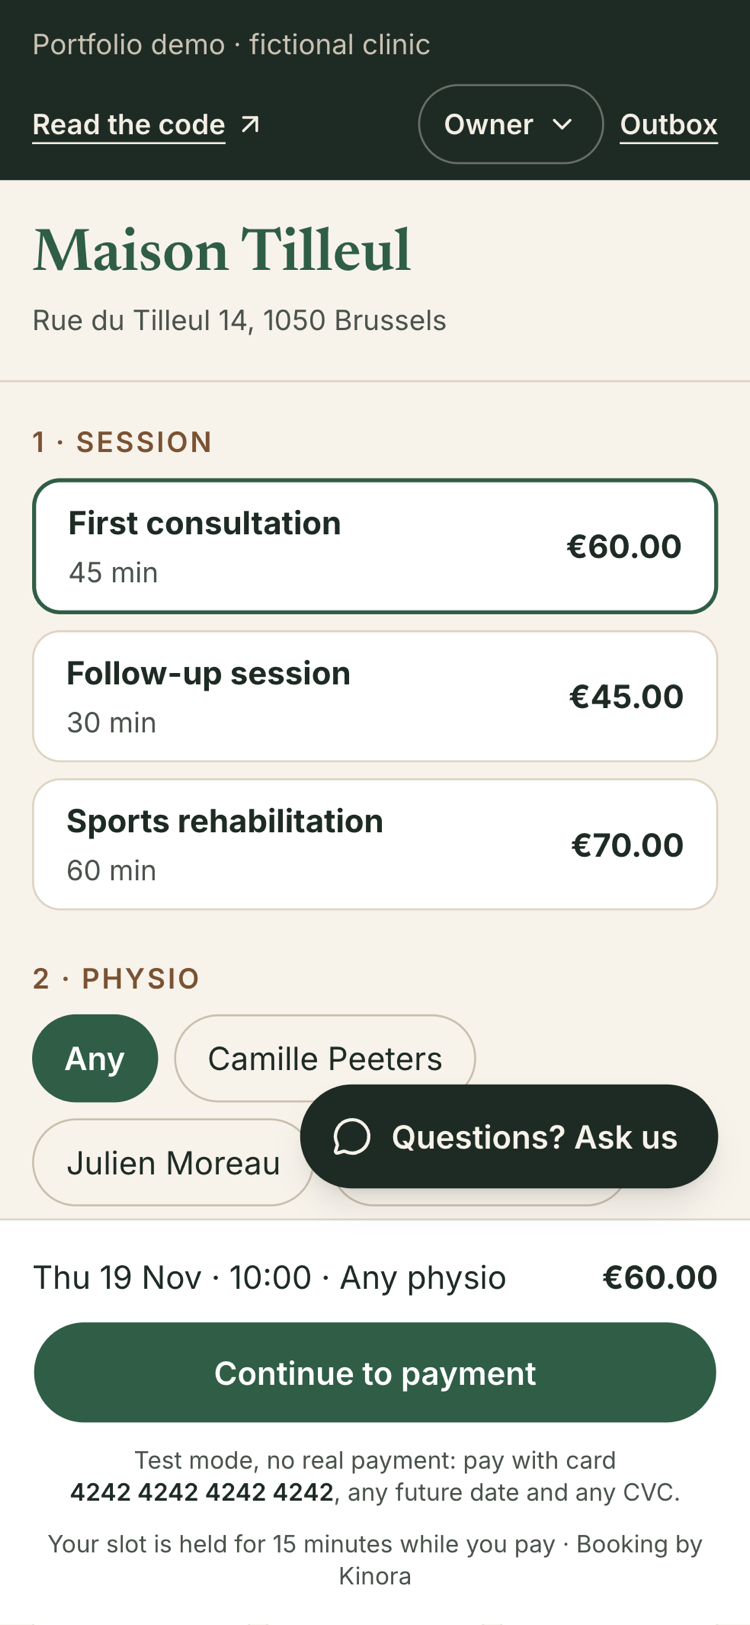 Portfolio demo · fictional clinic
Read the code ↗
Owner
Outbox
Maison Tilleul
Rue du Tilleul 14, 1050 Brussels
1 · SESSION
First consultation
45 min
€60.00
Follow-up session
30 min
€45.00
Sports rehabilitation
60 min
€70.00
2 · PHYSIO
Any
Camille Peeters
Julien Moreau
Questions? Ask us
Thu 19 Nov · 10:00 · Any physio
€60.00
Continue to payment
Test mode, no real payment: pay with card
4242 4242 4242 4242, any future date and any CVC.
Your slot is held for 15 minutes while you pay · Booking by
Kinora